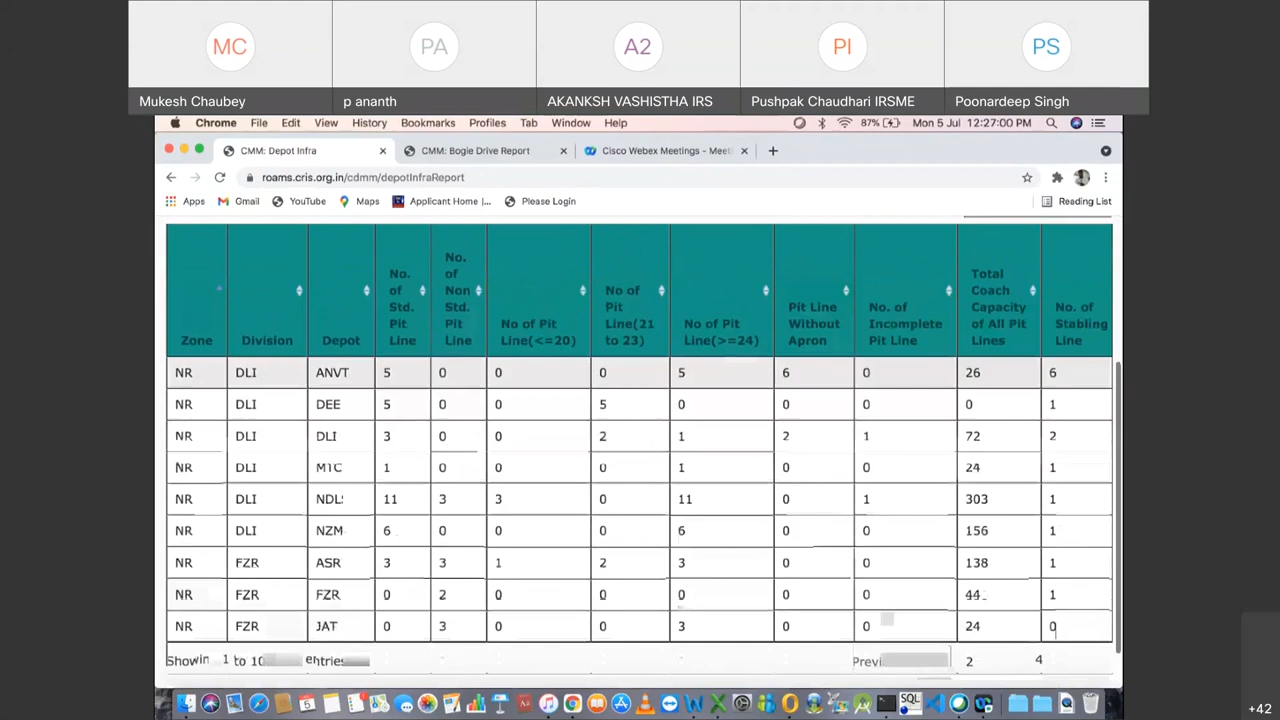 MC PA A2 PI PS
Mukesh Chaubey p ananth AKANKSH VASHISTHA IRS Pushpak Chaudhari IRSME Poonardeep Singh
Chrome File Edit View History Bookmarks Profiles Tab Window Help 87% Mon 5 Jul 12:27:00 PM
CMM: Depot Infra CMM: Bogie Drive Report Cisco Webex Meetings - Meeti
roams.cris.org.in/cdmm/depotInfraReport
Apps Gmail YouTube Maps Applicant Home |... Please Login Reading List
Zone Division Depot No. of Std. Pit Line No. of Non Std. Pit Line No of Pit Line(<=20) No of Pit Line(21 to 23) No of Pit Line(>=24) Pit Line Without Apron No. of Incomplete Pit Line Total Coach Capacity of All Pit Lines No. of Stabling Line
NR DLI ANVT 5 0 0 0 5 6 0 26 6
NR DLI DEE 5 0 0 5 0 0 0 0 1
NR DLI DLI 3 0 0 2 1 2 1 72 2
NR DLI MTC 1 0 0 0 1 0 0 24 1
NR DLI NDLS 11 3 3 0 11 0 1 303 1
NR DLI NZM 6 0 0 0 6 0 0 156 1
NR FZR ASR 3 3 1 2 3 0 0 138 1
NR FZR FZR 0 2 0 0 0 0 0 44 1
NR FZR JAT 0 3 0 0 3 0 0 24 0
1 to 10 2 4
SQL
+42